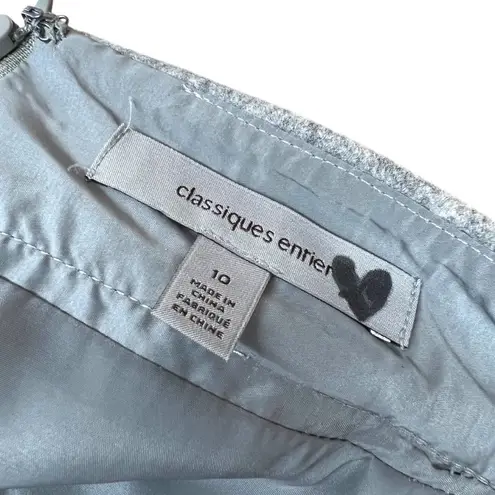 classiques entier
10
MADE IN
CHINA
FABRIQUÉ
EN CHINE